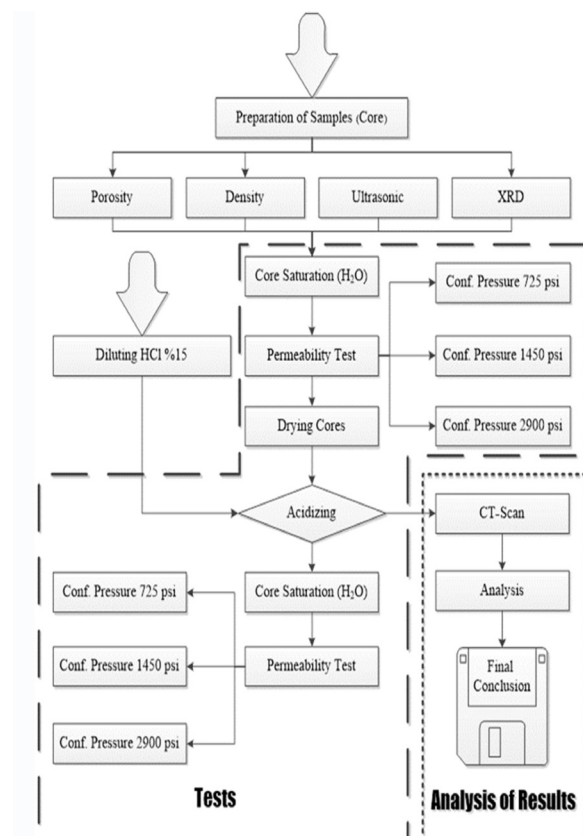 Preparation of Samples (Core)
Porosity
Density
Ultrasonic
XRD
Core Saturation (H₂O)
Conf. Pressure 725 psi
Diluting HCl %15
Permeability Test
Conf. Pressure 1450 psi
Drying Cores
Conf. Pressure 2900 psi
Acidizing
CT-Scan
Conf. Pressure 725 psi
Core Saturation (H₂O)
Analysis
Conf. Pressure 1450 psi
Permeability Test
Final
Conclusion
Conf. Pressure 2900 psi
Tests
Analysis of Results